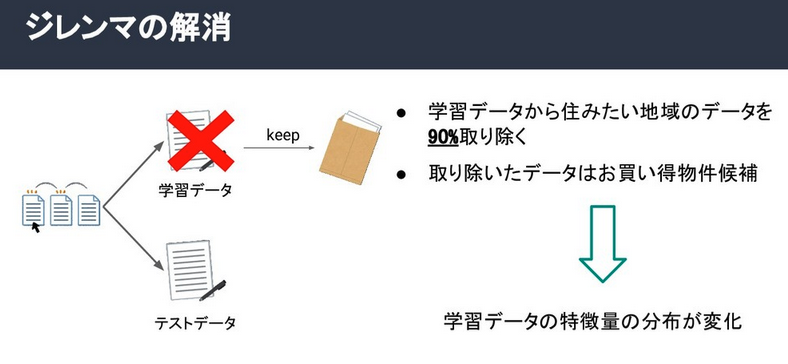 ジレンマの解消
keep
学習データ
テストデータ
● 学習データから住みたい地域のデータを
90%取り除く
● 取り除いたデータはお買い得物件候補
学習データの特徴量の分布が変化